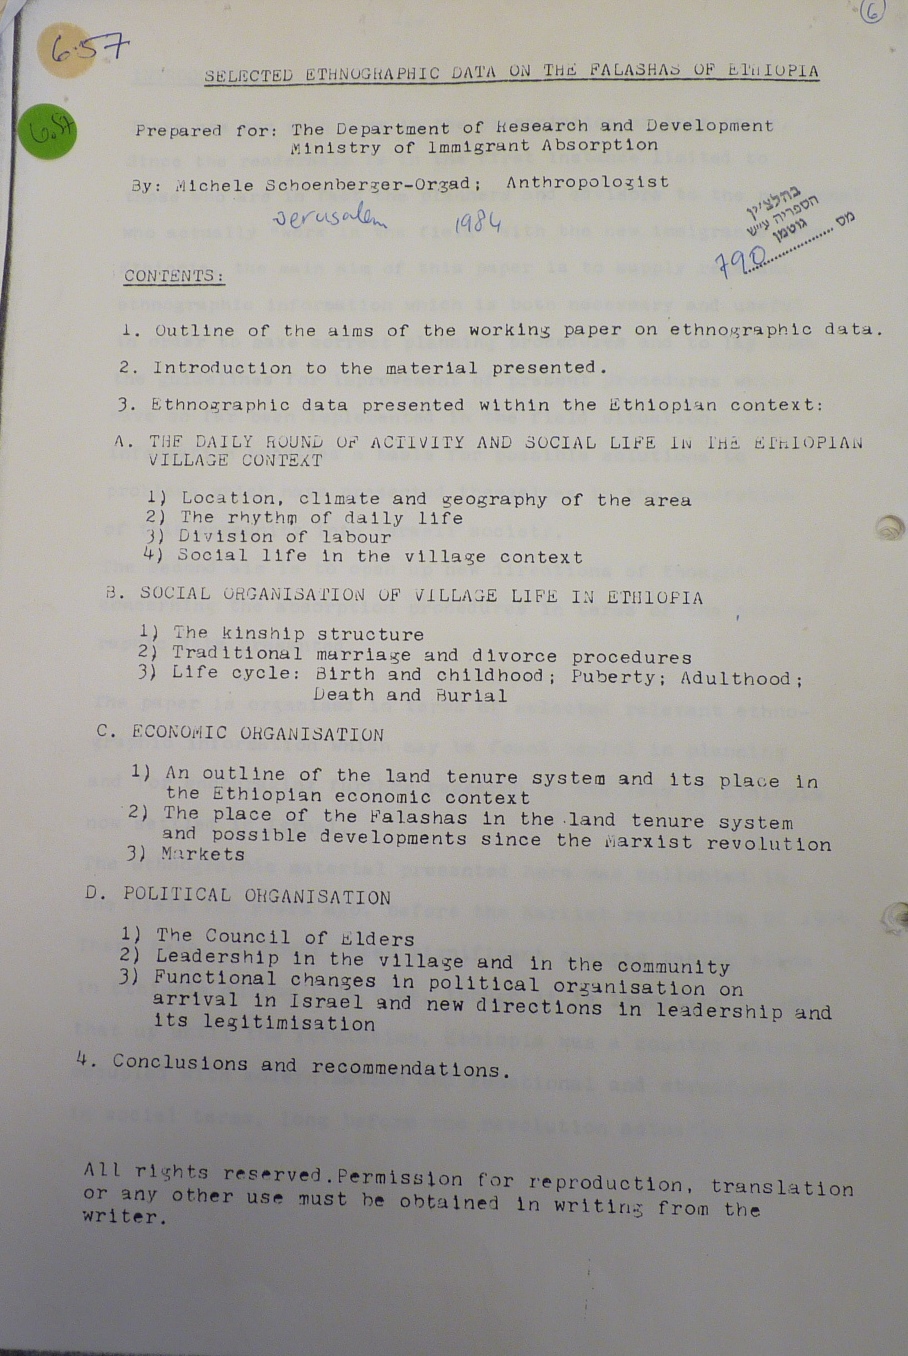 6
6.57
6.57
SELECTED ETHNOGRAPHIC DATA ON THE FALASHAS OF ETHIOPIA
Prepared for: The Department of Research and Development
Ministry of Immigrant Absorption
By: Michele Schoenberger-Orgad; Anthropologist
Jerusalem 1984
הספריה ע״ש
גוטמן
מס
790
CONTENTS:
1. Outline of the aims of the working paper on ethnographic data.
2. Introduction to the material presented.
3. Ethnographic data presented within the Ethiopian context:
A. THE DAILY ROUND OF ACTIVITY AND SOCIAL LIFE IN THE ETHIOPIAN
VILLAGE CONTEXT
1) Location, climate and geography of the area
2) The rhythm of daily life
3) Division of labour
4) Social life in the village context
B. SOCIAL ORGANISATION OF VILLAGE LIFE IN ETHIOPIA
1) The kinship structure
2) Traditional marriage and divorce procedures
3) Life cycle: Birth and childhood; Puberty; Adulthood;
Death and Burial
C. ECONOMIC ORGANISATION
1) An outline of the land tenure system and its place in
the Ethiopian economic context
2) The place of the Falashas in the land tenure system
and possible developments since the Marxist revolution
3) Markets
D. POLITICAL ORGANISATION
1) The Council of Elders
2) Leadership in the village and in the community
3) Functional changes in political organisation on
arrival in Israel and new directions in leadership and
its legitimisation
4. Conclusions and recommendations.
All rights reserved.Permission for reproduction, translation
or any other use must be obtained in writing from the
writer.